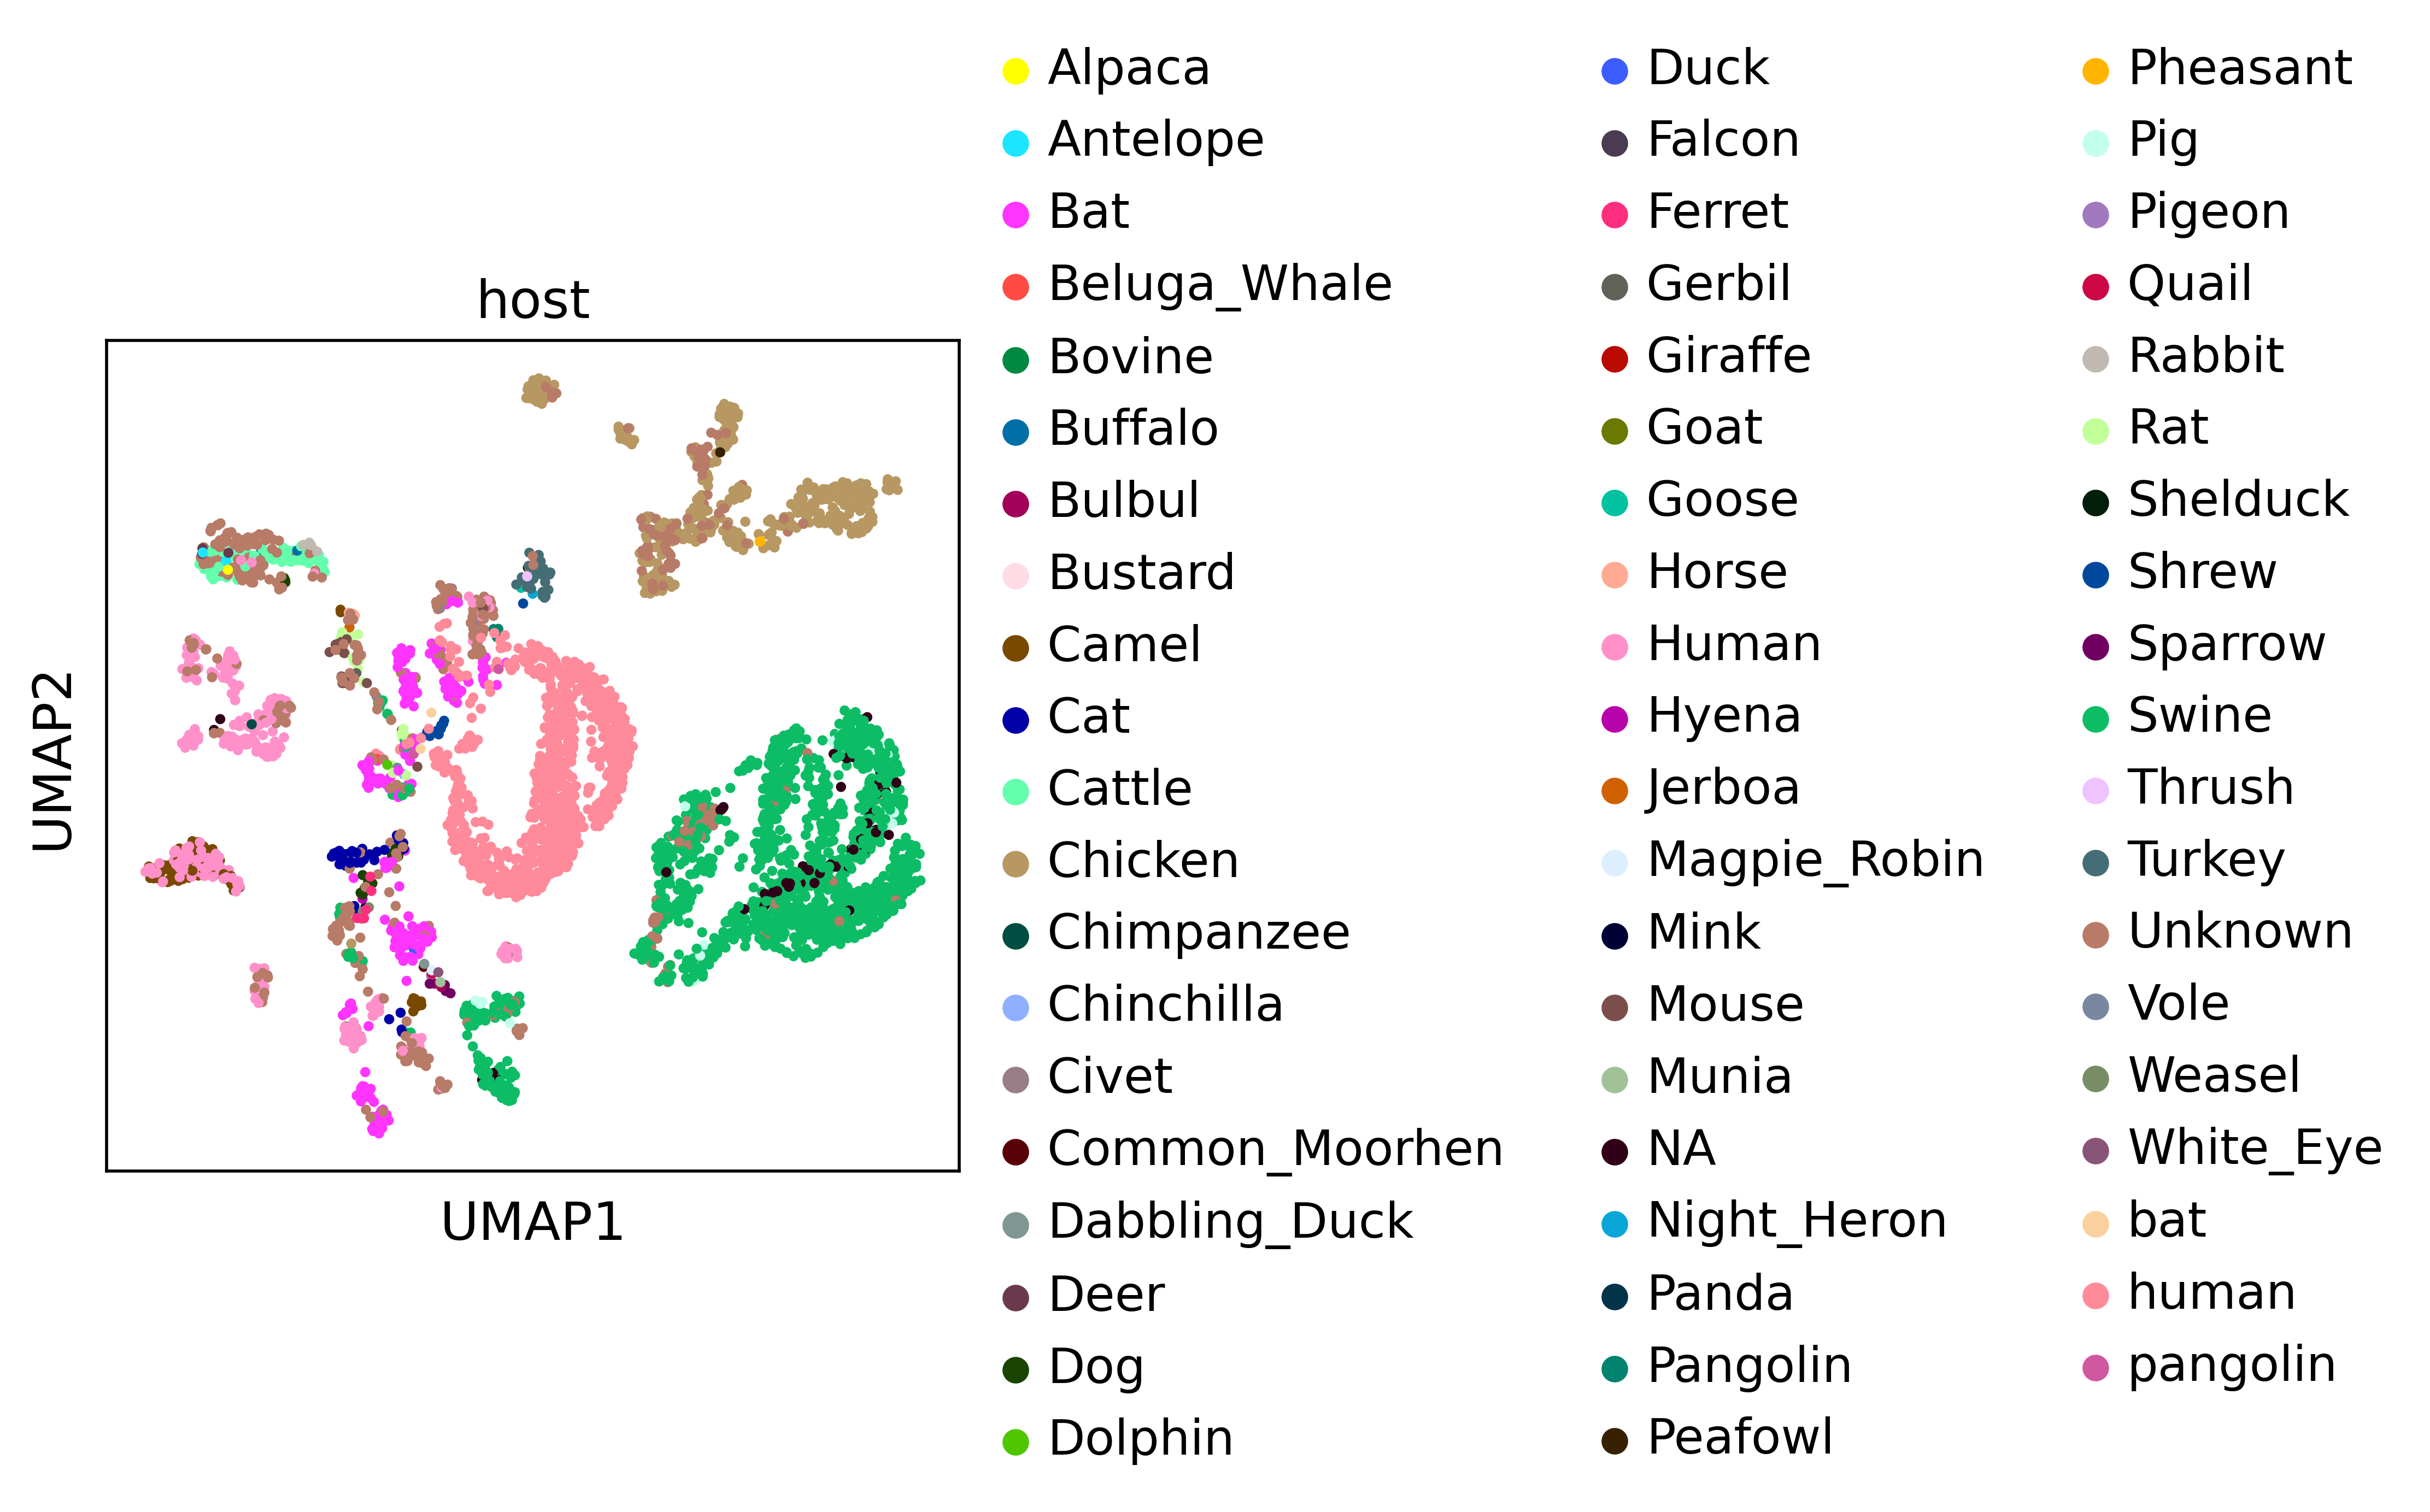 host
UMAP2
UMAP1
Alpaca
Antelope
Bat
Beluga_Whale
Bovine
Buffalo
Bulbul
Bustard
Camel
Cat
Cattle
Chicken
Chimpanzee
Chinchilla
Civet
Common_Moorhen
Dabbling_Duck
Deer
Dog
Dolphin
Duck
Falcon
Ferret
Gerbil
Giraffe
Goat
Goose
Horse
Human
Hyena
Jerboa
Magpie_Robin
Mink
Mouse
Munia
NA
Night_Heron
Panda
Pangolin
Peafowl
Pheasant
Pig
Pigeon
Quail
Rabbit
Rat
Shelduck
Shrew
Sparrow
Swine
Thrush
Turkey
Unknown
Vole
Weasel
White_Eye
bat
human
pangolin